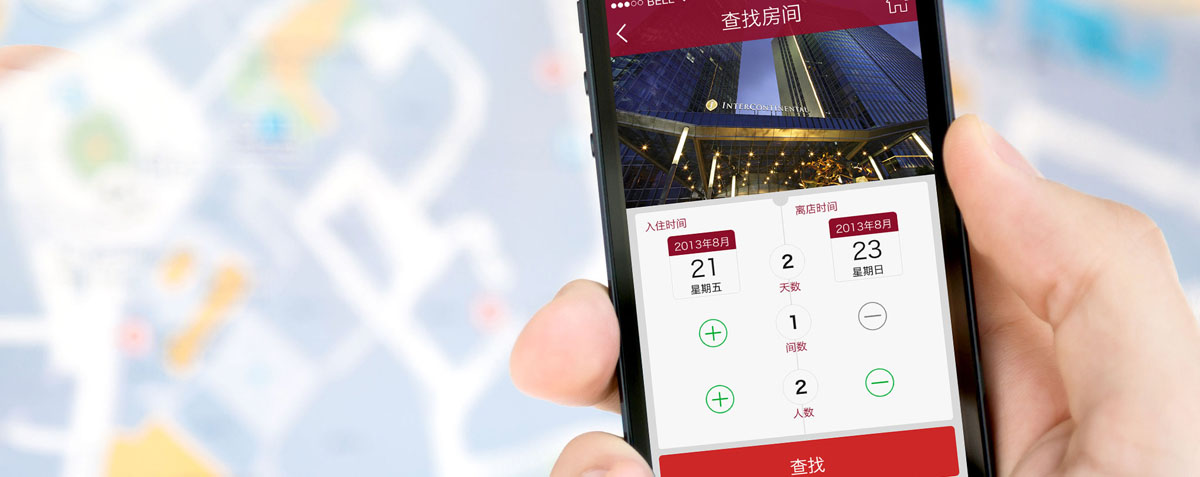 BELL
查找房间
INTERCONTINENTAL
入住时间
离店时间
2013年8月
21
星期五
2
天数
2013年8月
23
星期日
1
间数
2
人数
查找